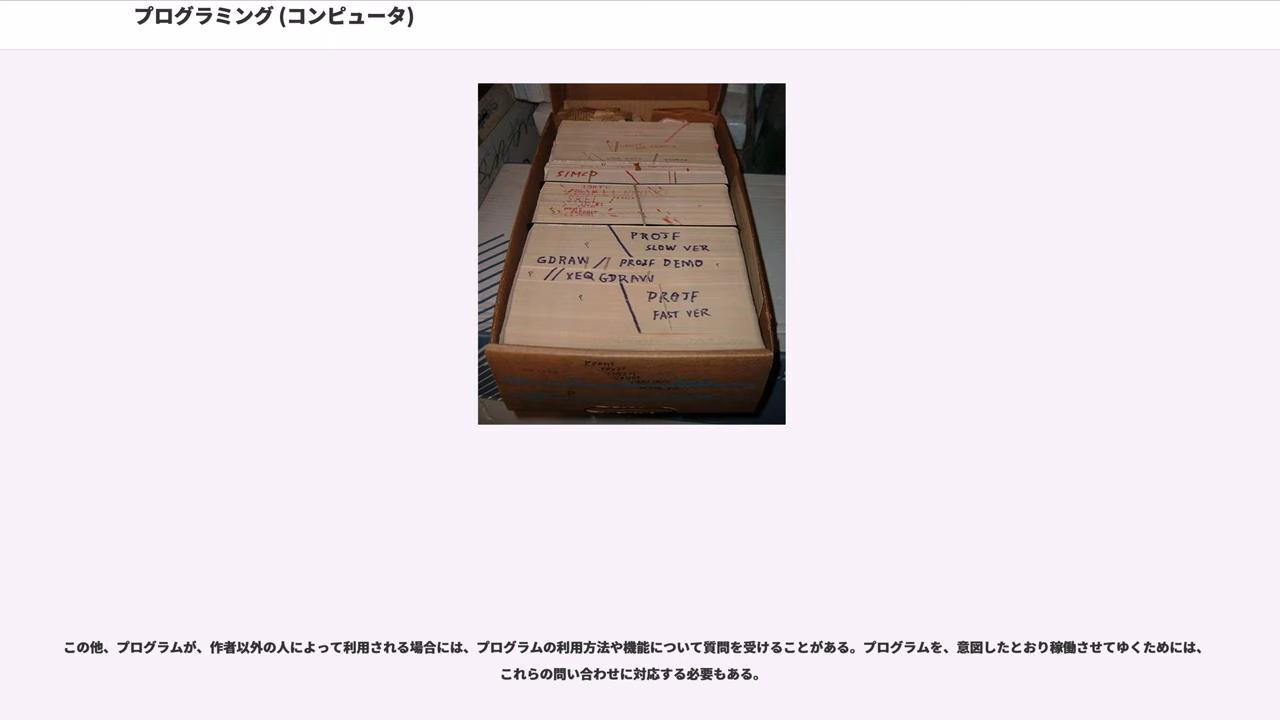 プログラミング (コンピュータ)
SIMCD
PROJF
SLOW VER
GDRAW // PROJF DEMO
// XEQ GDRAW
PROJF
FAST VER
この他、プログラムが、作者以外の人によって利用される場合には、プログラムの利用方法や機能について質問を受けることがある。プログラムを、意図したとおり稼働させてゆくためには、
これらの問い合わせに対応する必要もある。